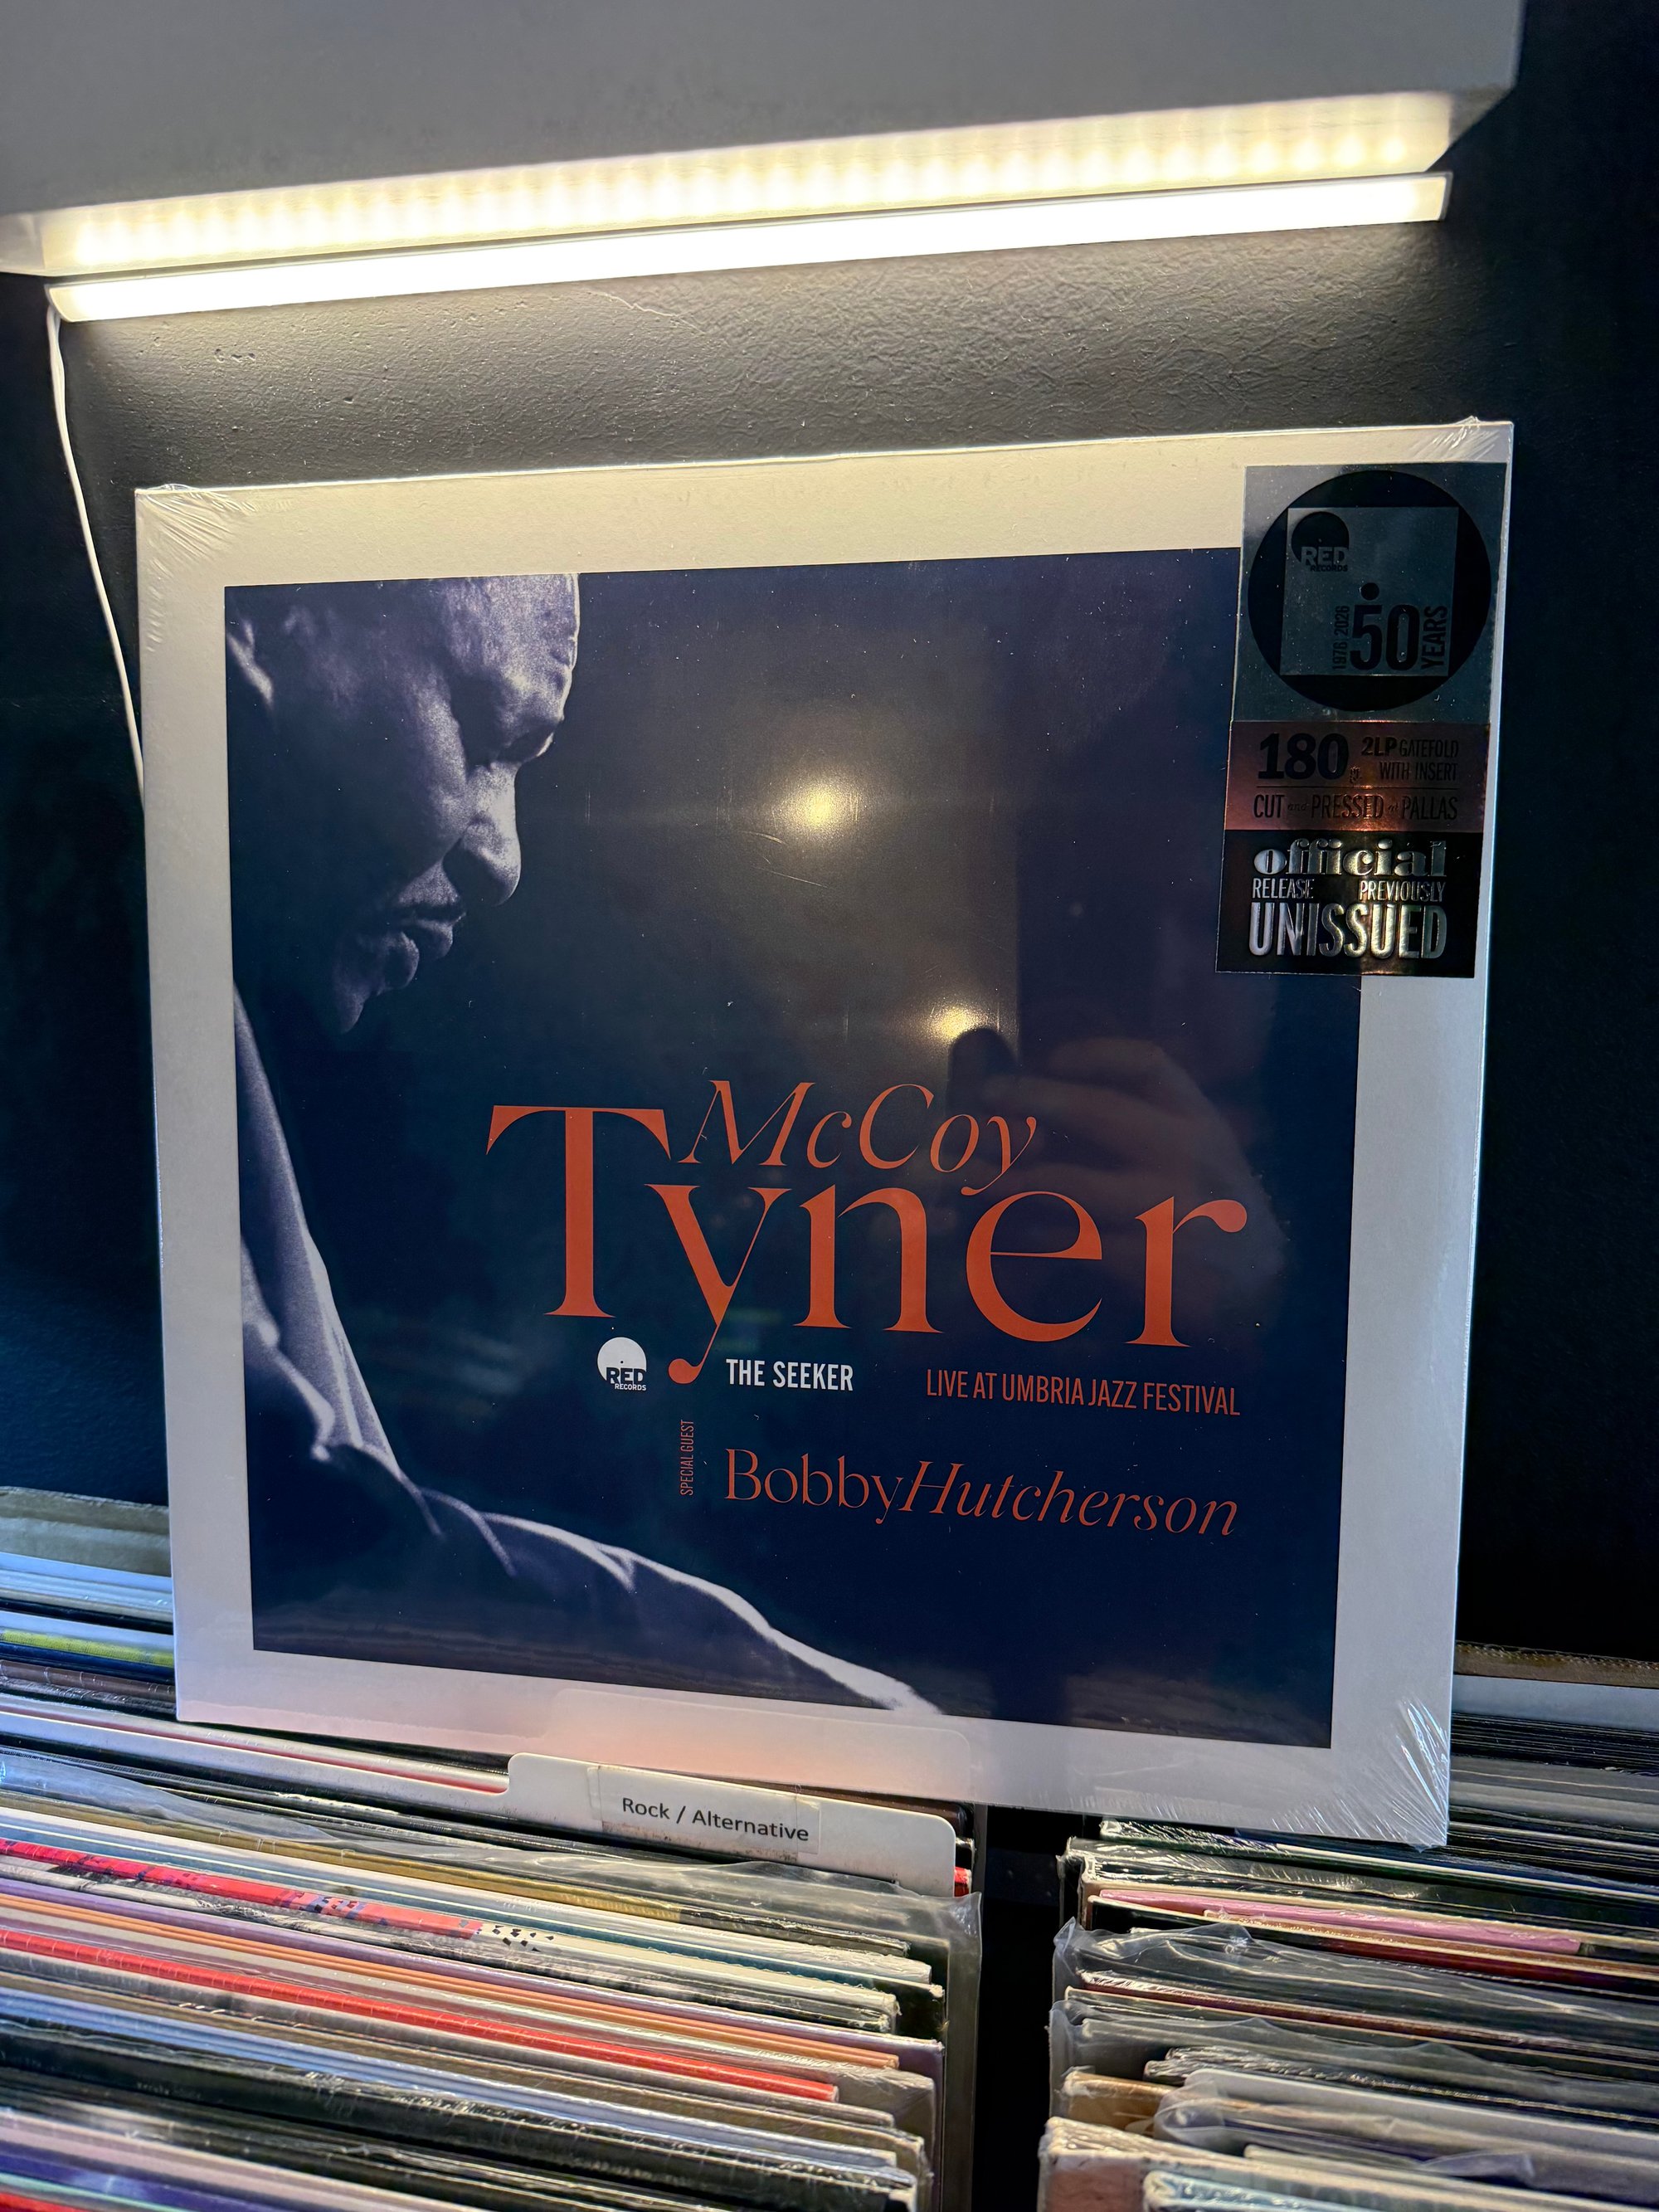 RED
RECORDS
1976 2026
50
YEARS
180g. 2LP GATEFOLD
WITH INSERT
CUT and PRESSED at PALLAS
official
RELEASE PREVIOUSLY
UNISSUED
McCoy
Tyner
RED
RECORDS
THE SEEKER
LIVE AT UMBRIA JAZZ FESTIVAL
SPECIAL GUEST
BobbyHutcherson
Rock / Alternative